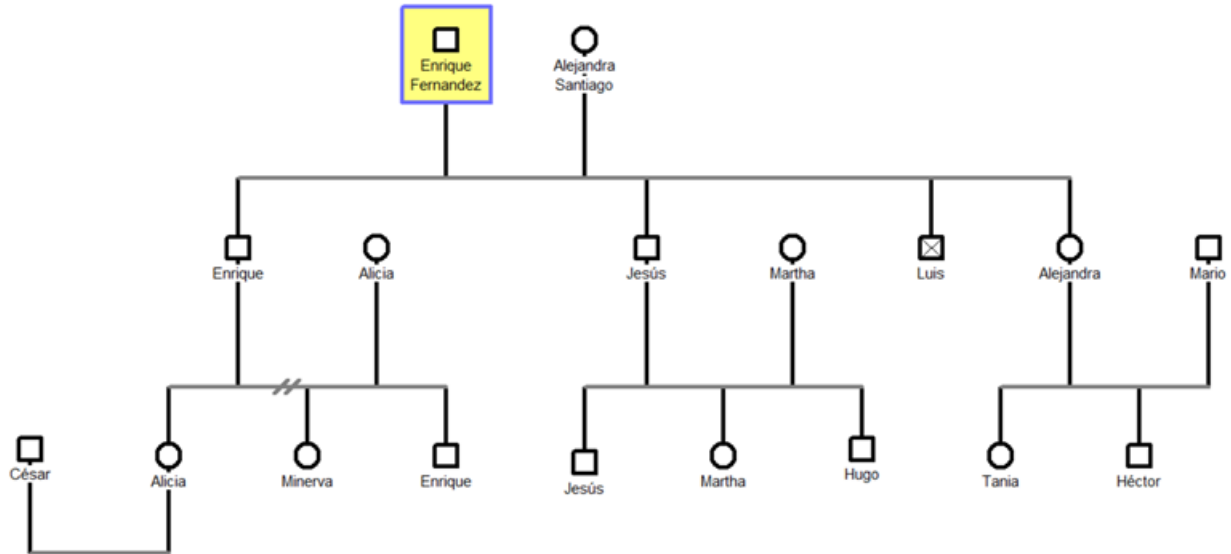 Enrique
Fernandez
Alejandra
Santiago
Enrique
Alicia
Jesús
Martha
Luis
Alejandra
Mario
César
Alicia
Minerva
Enrique
Jesús
Martha
Hugo
Tania
Héctor